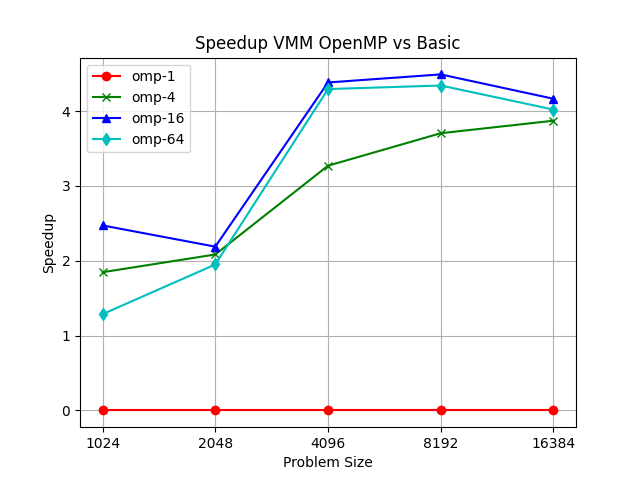 Speedup VMM OpenMP vs Basic
omp-1
omp-4
omp-16
omp-64
4
3
2
1
0
Speedup
1024 2048 4096 8192 16384
Problem Size